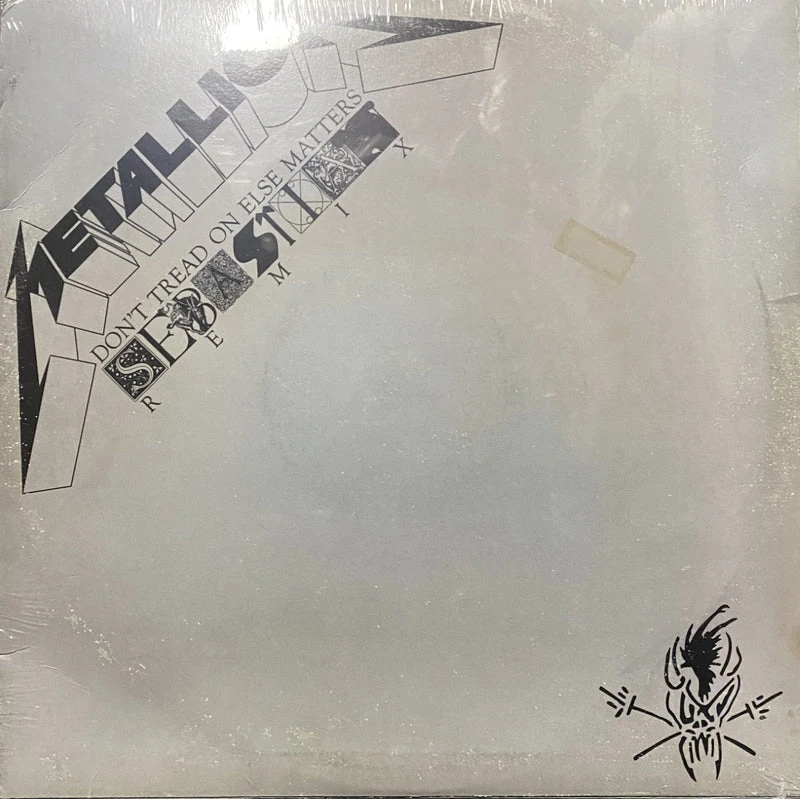 METALLICA
DON'T TREAD ON ELSE MATTERS
SEBASTIAN
REMIX